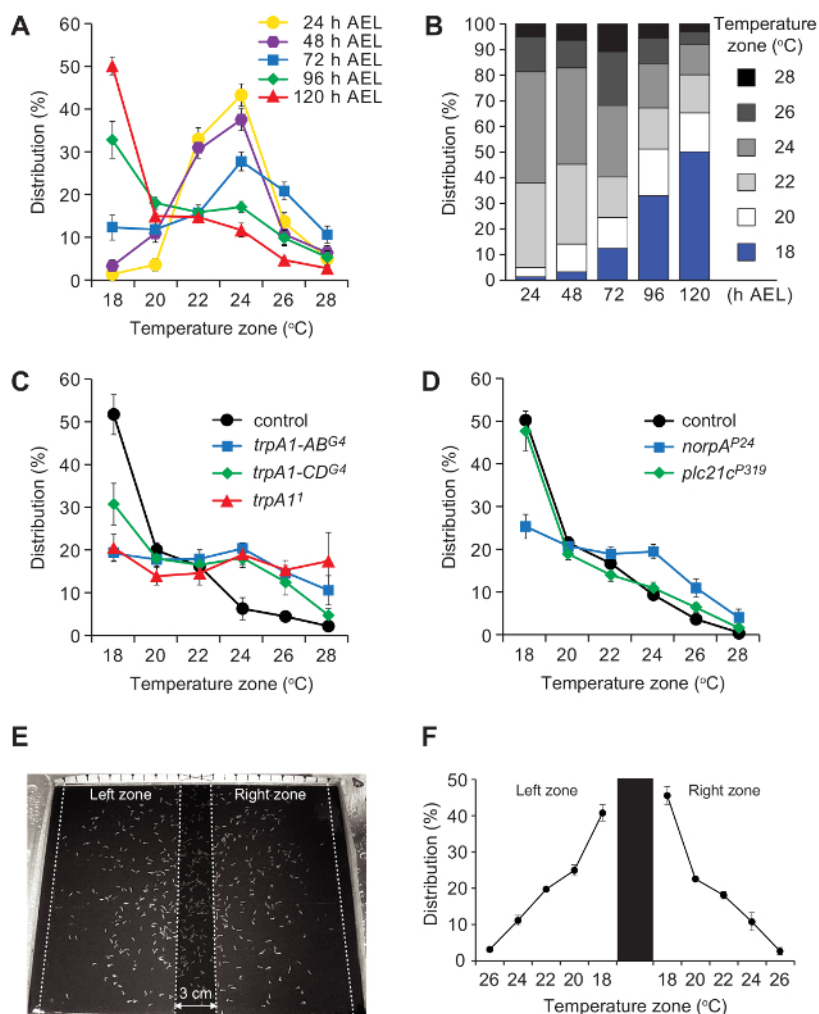 A
24 h AEL
48 h AEL
72 h AEL
96 h AEL
120 h AEL
Distribution (%)
60
50
40
30
20
10
0
18 20 22 24 26 28
Temperature zone (°C)
B
Distribution (%)
100
90
80
70
60
50
40
30
20
10
0
24 48 72 96 120 (h AEL)
Temperature
zone (°C)
28
26
24
22
20
18
C
control
trpA1-AB^G4
trpA1-CD^G4
trpA1^1
Distribution (%)
60
50
40
30
20
10
0
18 20 22 24 26 28
Temperature zone (°C)
D
control
norpA^P24
plc21c^P319
Distribution (%)
60
50
40
30
20
10
0
18 20 22 24 26 28
Temperature zone (°C)
E
Left zone Right zone
3 cm
F
Left zone Right zone
Distribution (%)
50
40
30
20
10
0
26 24 22 20 18 18 20 22 24 26
Temperature zone (°C)